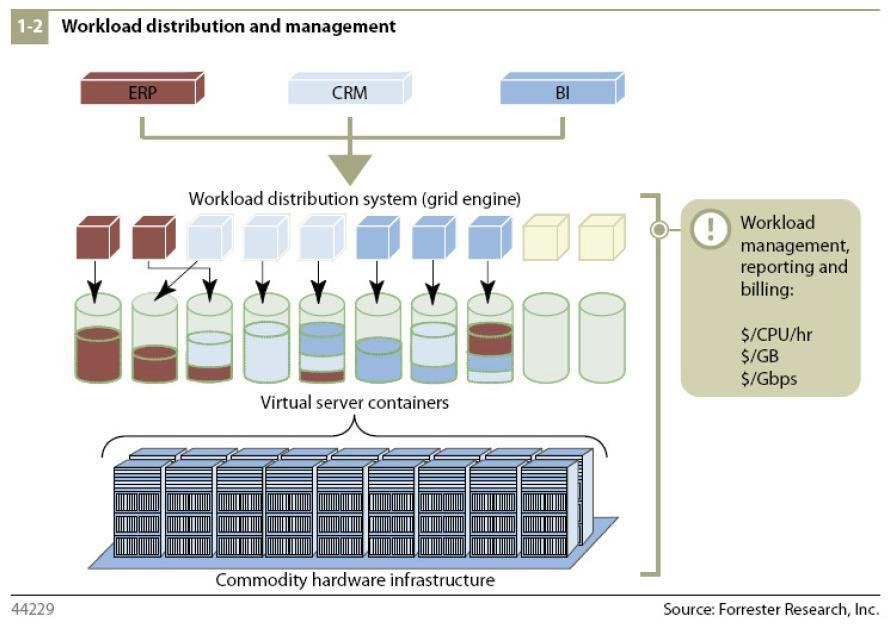 1-2 Workload distribution and management
ERP
CRM
BI
Workload distribution system (grid engine)
!
Workload
management,
reporting and
billing:
$/CPU/hr
$/GB
$/Gbps
Virtual server containers
Commodity hardware infrastructure
44229
Source: Forrester Research, Inc.